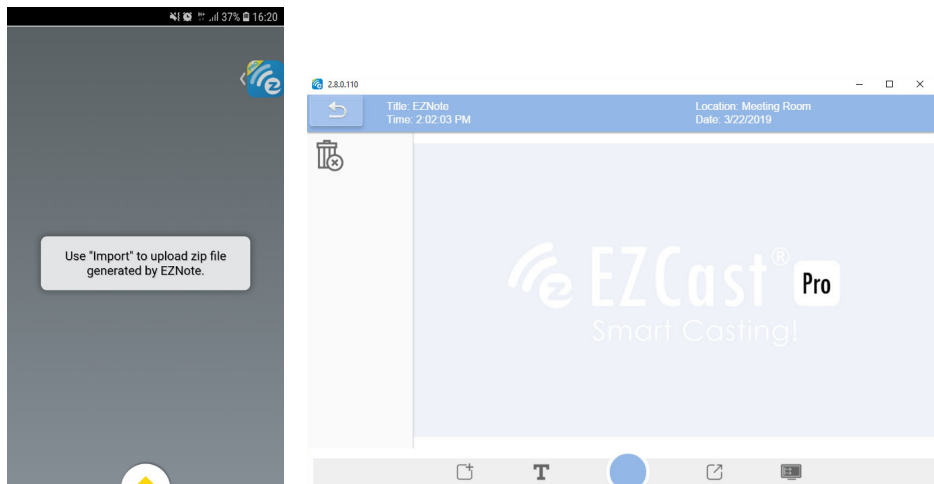 37% 16:20
Use "Import" to upload zip file
generated by EZNote.
2.8.0.110
Title: EZNote
Time: 2:02:03 PM
Location: Meeting Room
Date: 3/22/2019
EZCast® Pro
Smart Casting!
T